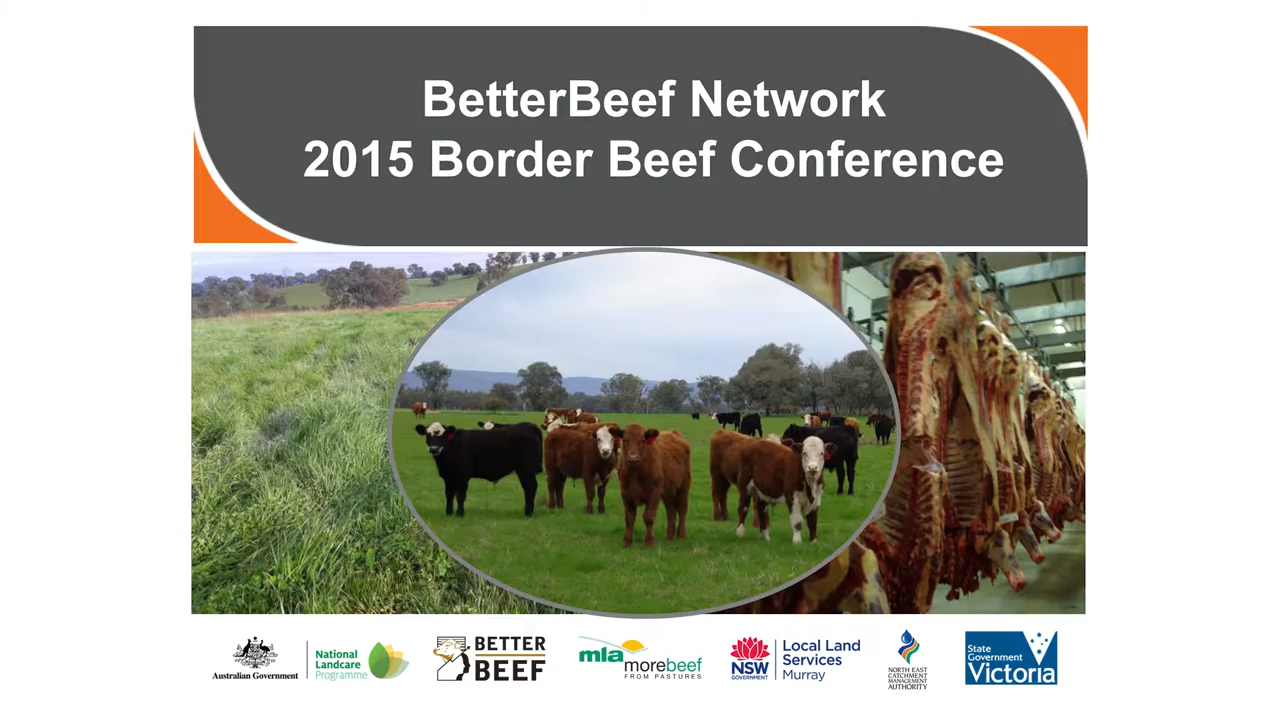 BetterBeef Network
2015 Border Beef Conference
Australian Government
National
Landcare
Programme
BETTER
BEEF
mla
morebeef
FROM PASTURES
NSW
GOVERNMENT
Local Land
Services
Murray
NORTH EAST
CATCHMENT
MANAGEMENT
AUTHORITY
State
Government
Victoria